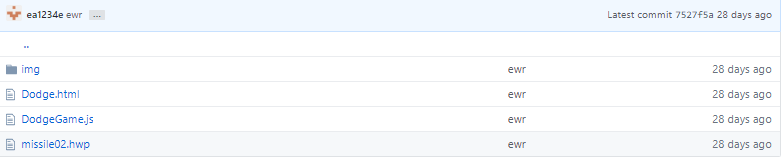 ea1234e ewr ... Latest commit 7527f5a 28 days ago
..
img ewr 28 days ago
Dodge.html ewr 28 days ago
DodgeGame.js ewr 28 days ago
missile02.hwp ewr 28 days ago